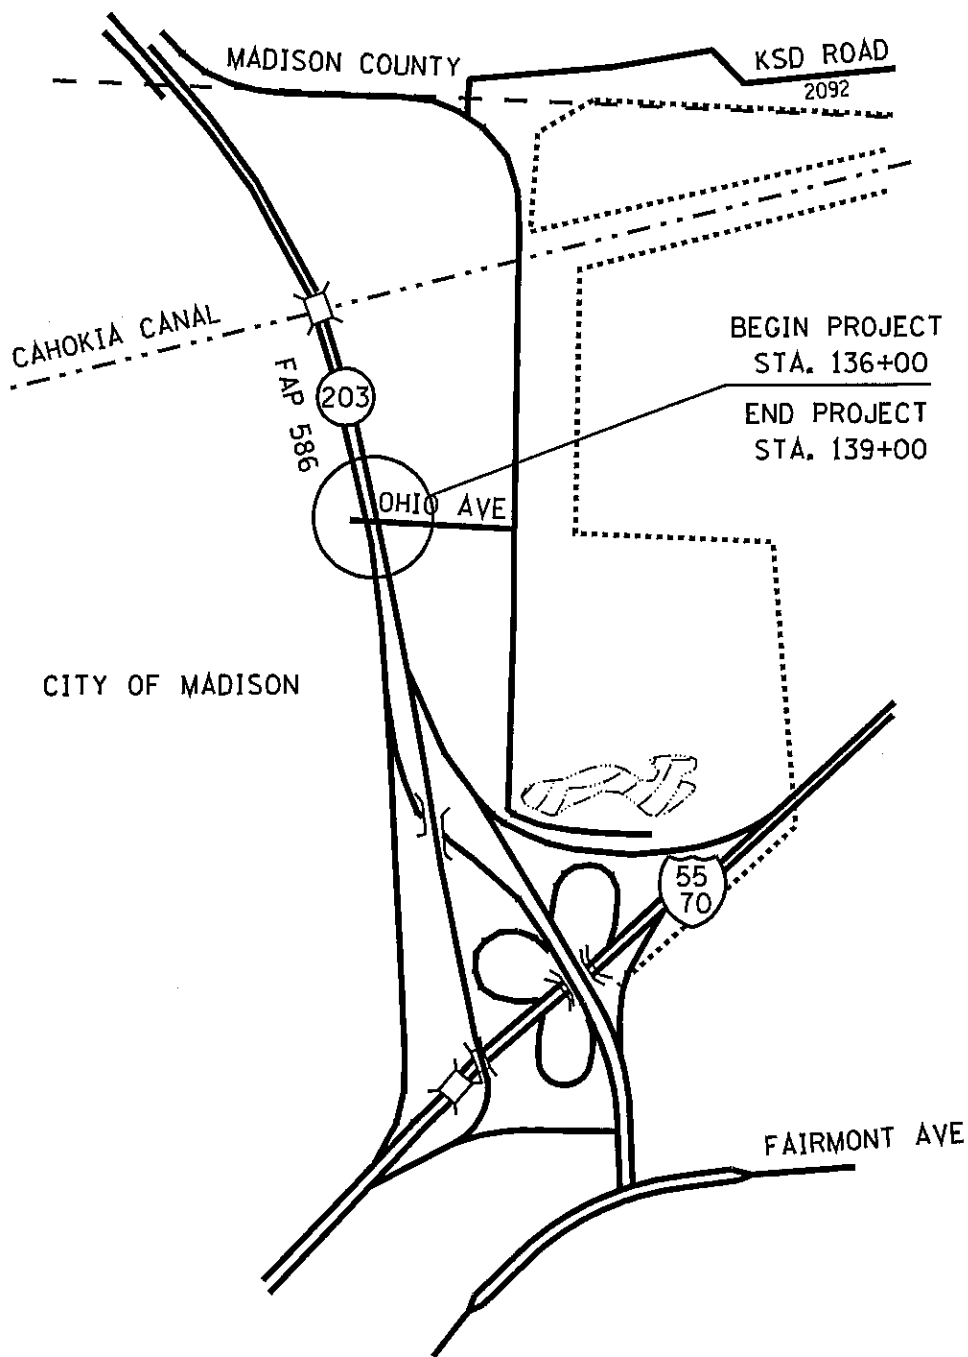 MADISON COUNTY
KSD ROAD
2092
CAHOKIA CANAL
BEGIN PROJECT
STA. 136+00
END PROJECT
STA. 139+00
FAP 586
203
OHIO AVE
CITY OF MADISON
55
70
FAIRMONT AVE